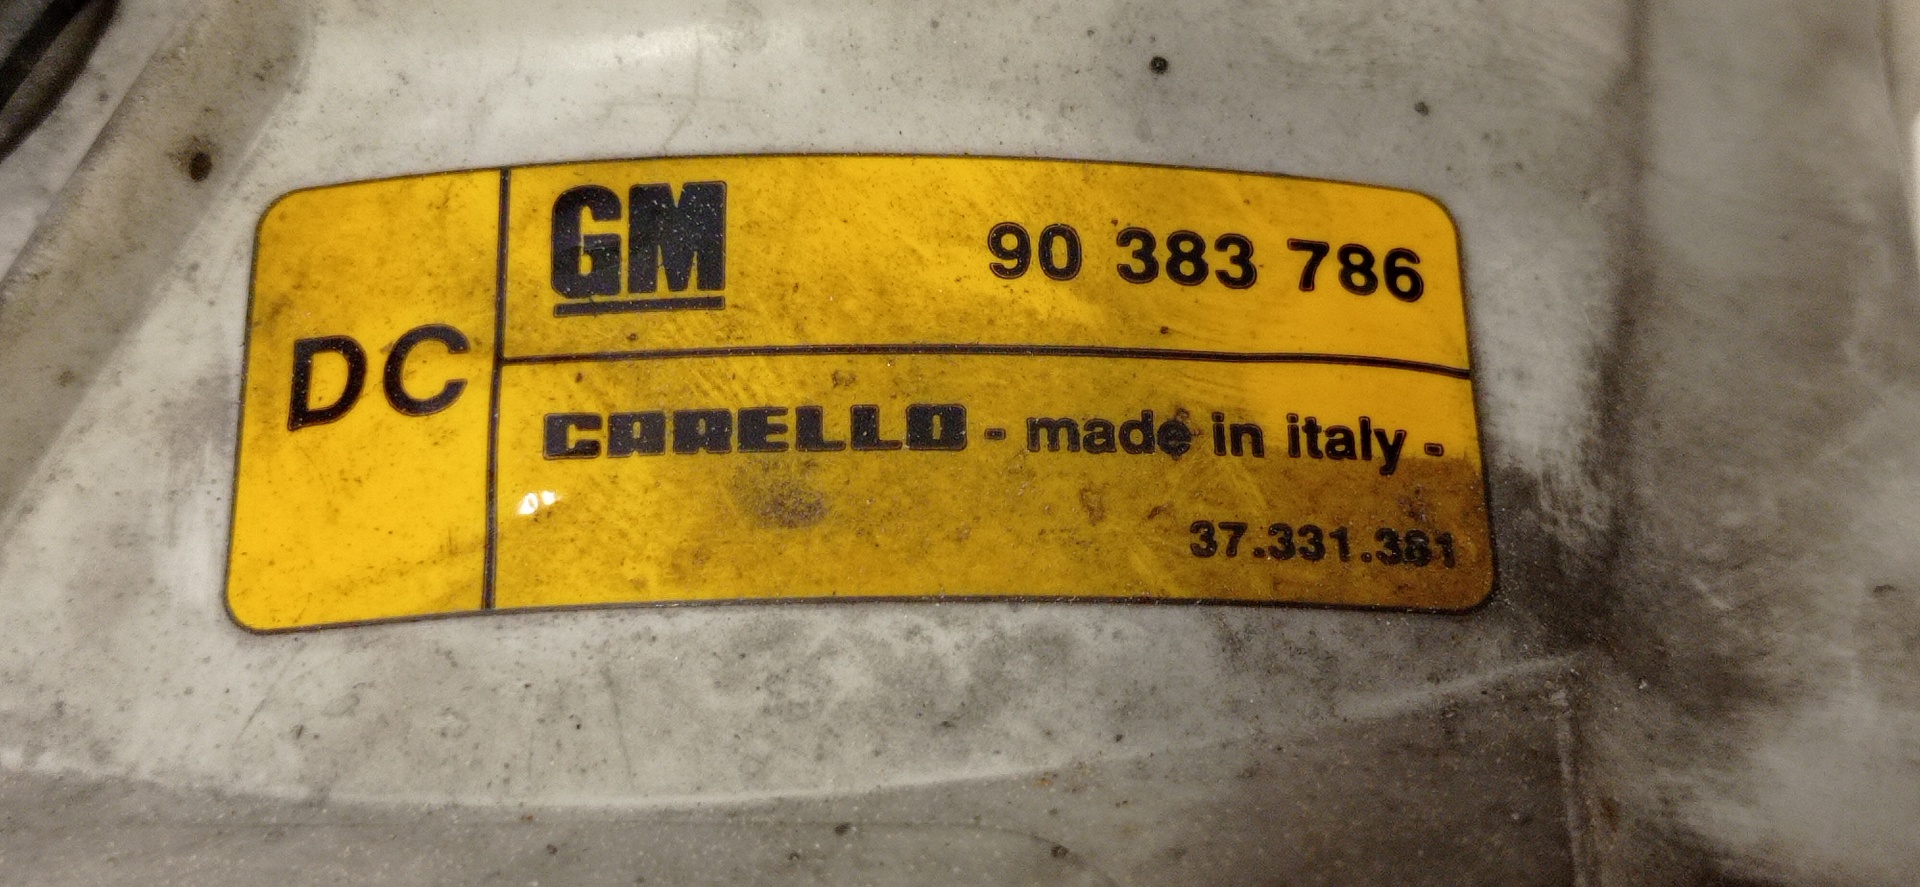 DC
GM
90 383 786
CARELLO - made in italy -
37.331.381